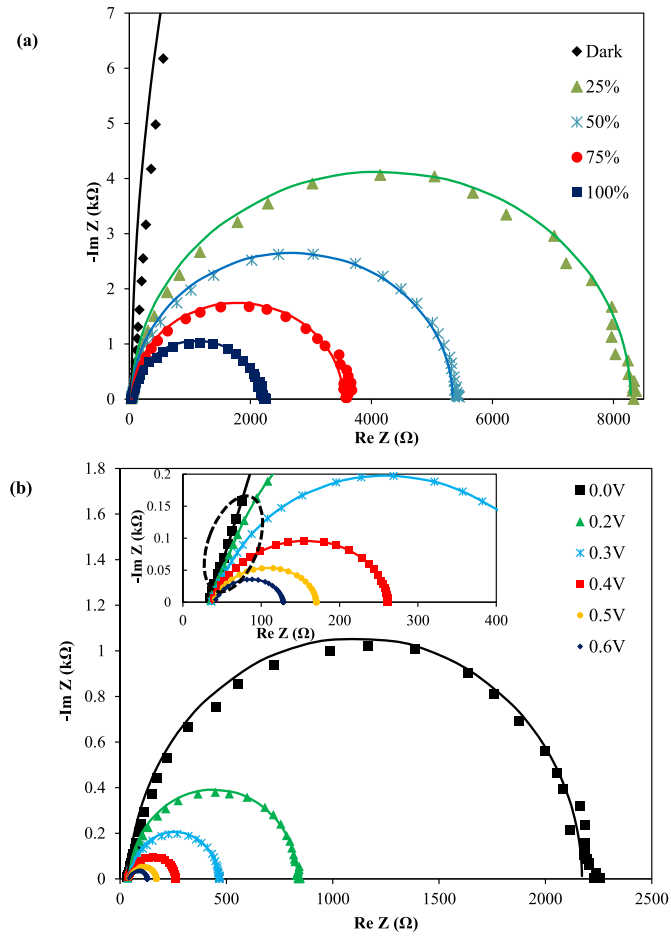 (a)
7
6
5
4
3
2
1
0
-Im Z (kΩ)
0 2000 4000 6000 8000
Re Z (Ω)
Dark
25%
50%
75%
100%
(b)
1.8
1.6
1.4
1.2
1
0.8
0.6
0.4
0.2
0
-Im Z (kΩ)
0 500 1000 1500 2000 2500
Re Z (Ω)
0.2
0.15
0.1
0.05
0
-Im Z (kΩ)
0 100 200 300 400
Re Z (Ω)
0.0V
0.2V
0.3V
0.4V
0.5V
0.6V